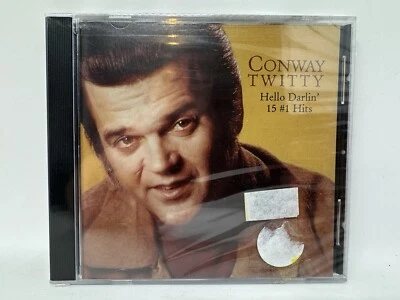 CONWAY
TWITTY
Hello Darlin'
15 #1 Hits